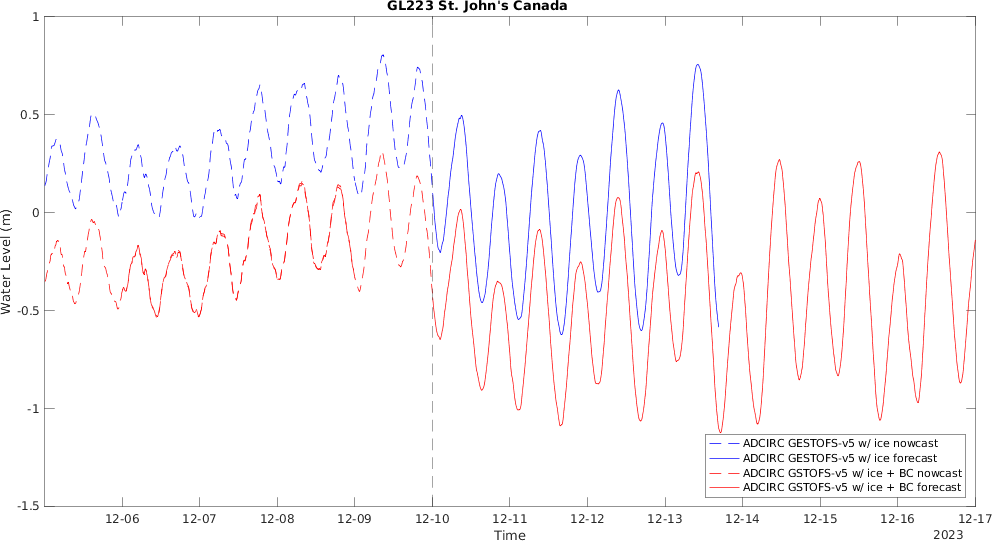 GL223 St. John's Canada
1
0.5
0
-0.5
-1
-1.5
Water Level (m)
ADCIRC GESTOFS-v5 w/ ice nowcast
ADCIRC GESTOFS-v5 w/ ice forecast
ADCIRC GSTOFS-v5 w/ ice + BC nowcast
ADCIRC GSTOFS-v5 w/ ice + BC forecast
12-06 12-07 12-08 12-09 12-10 12-11 12-12 12-13 12-14 12-15 12-16 12-17
Time
2023